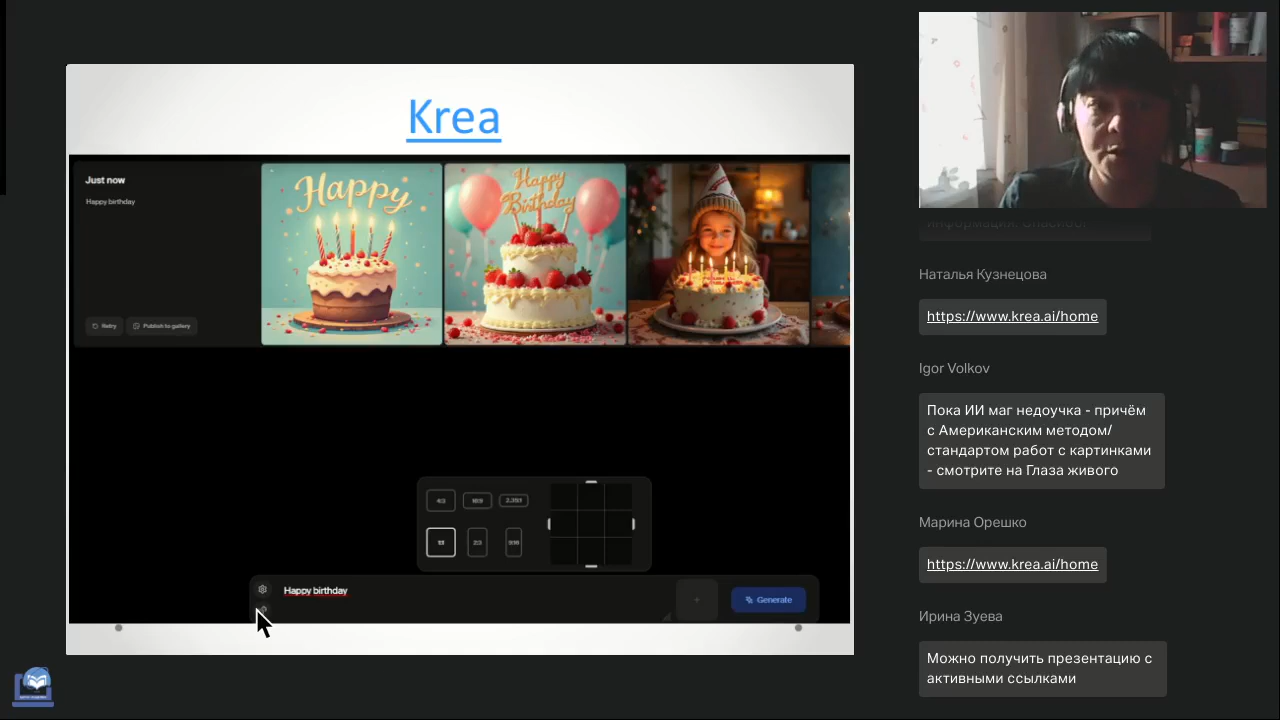 Krea
Just now
Happy birthday
Retry
Publish to gallery
Happy
Happy
Birthday
4:3
16:9
2.35:1
1:1
2:3
9:16
Happy birthday
+
Generate
информация. Спасибо!
Наталья Кузнецова
https://www.krea.ai/home
Igor Volkov
Пока ИИ маг недоучка - причём
с Американским методом/
стандартом работ с картинками
- смотрите на Глаза живого
Марина Орешко
https://www.krea.ai/home
Ирина Зуева
Можно получить презентацию с
активными ссылками